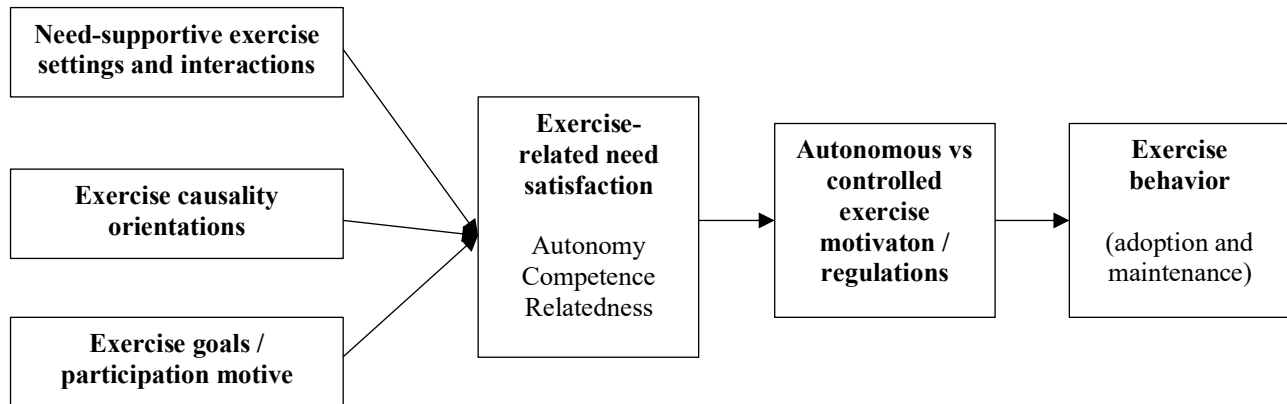 Need-supportive exercise
settings and interactions
Exercise causality
orientations
Exercise goals /
participation motive
Exercise-
related need
satisfaction
Autonomy
Competence
Relatedness
Autonomous vs
controlled
exercise
motivaton /
regulations
Exercise
behavior
(adoption and
maintenance)